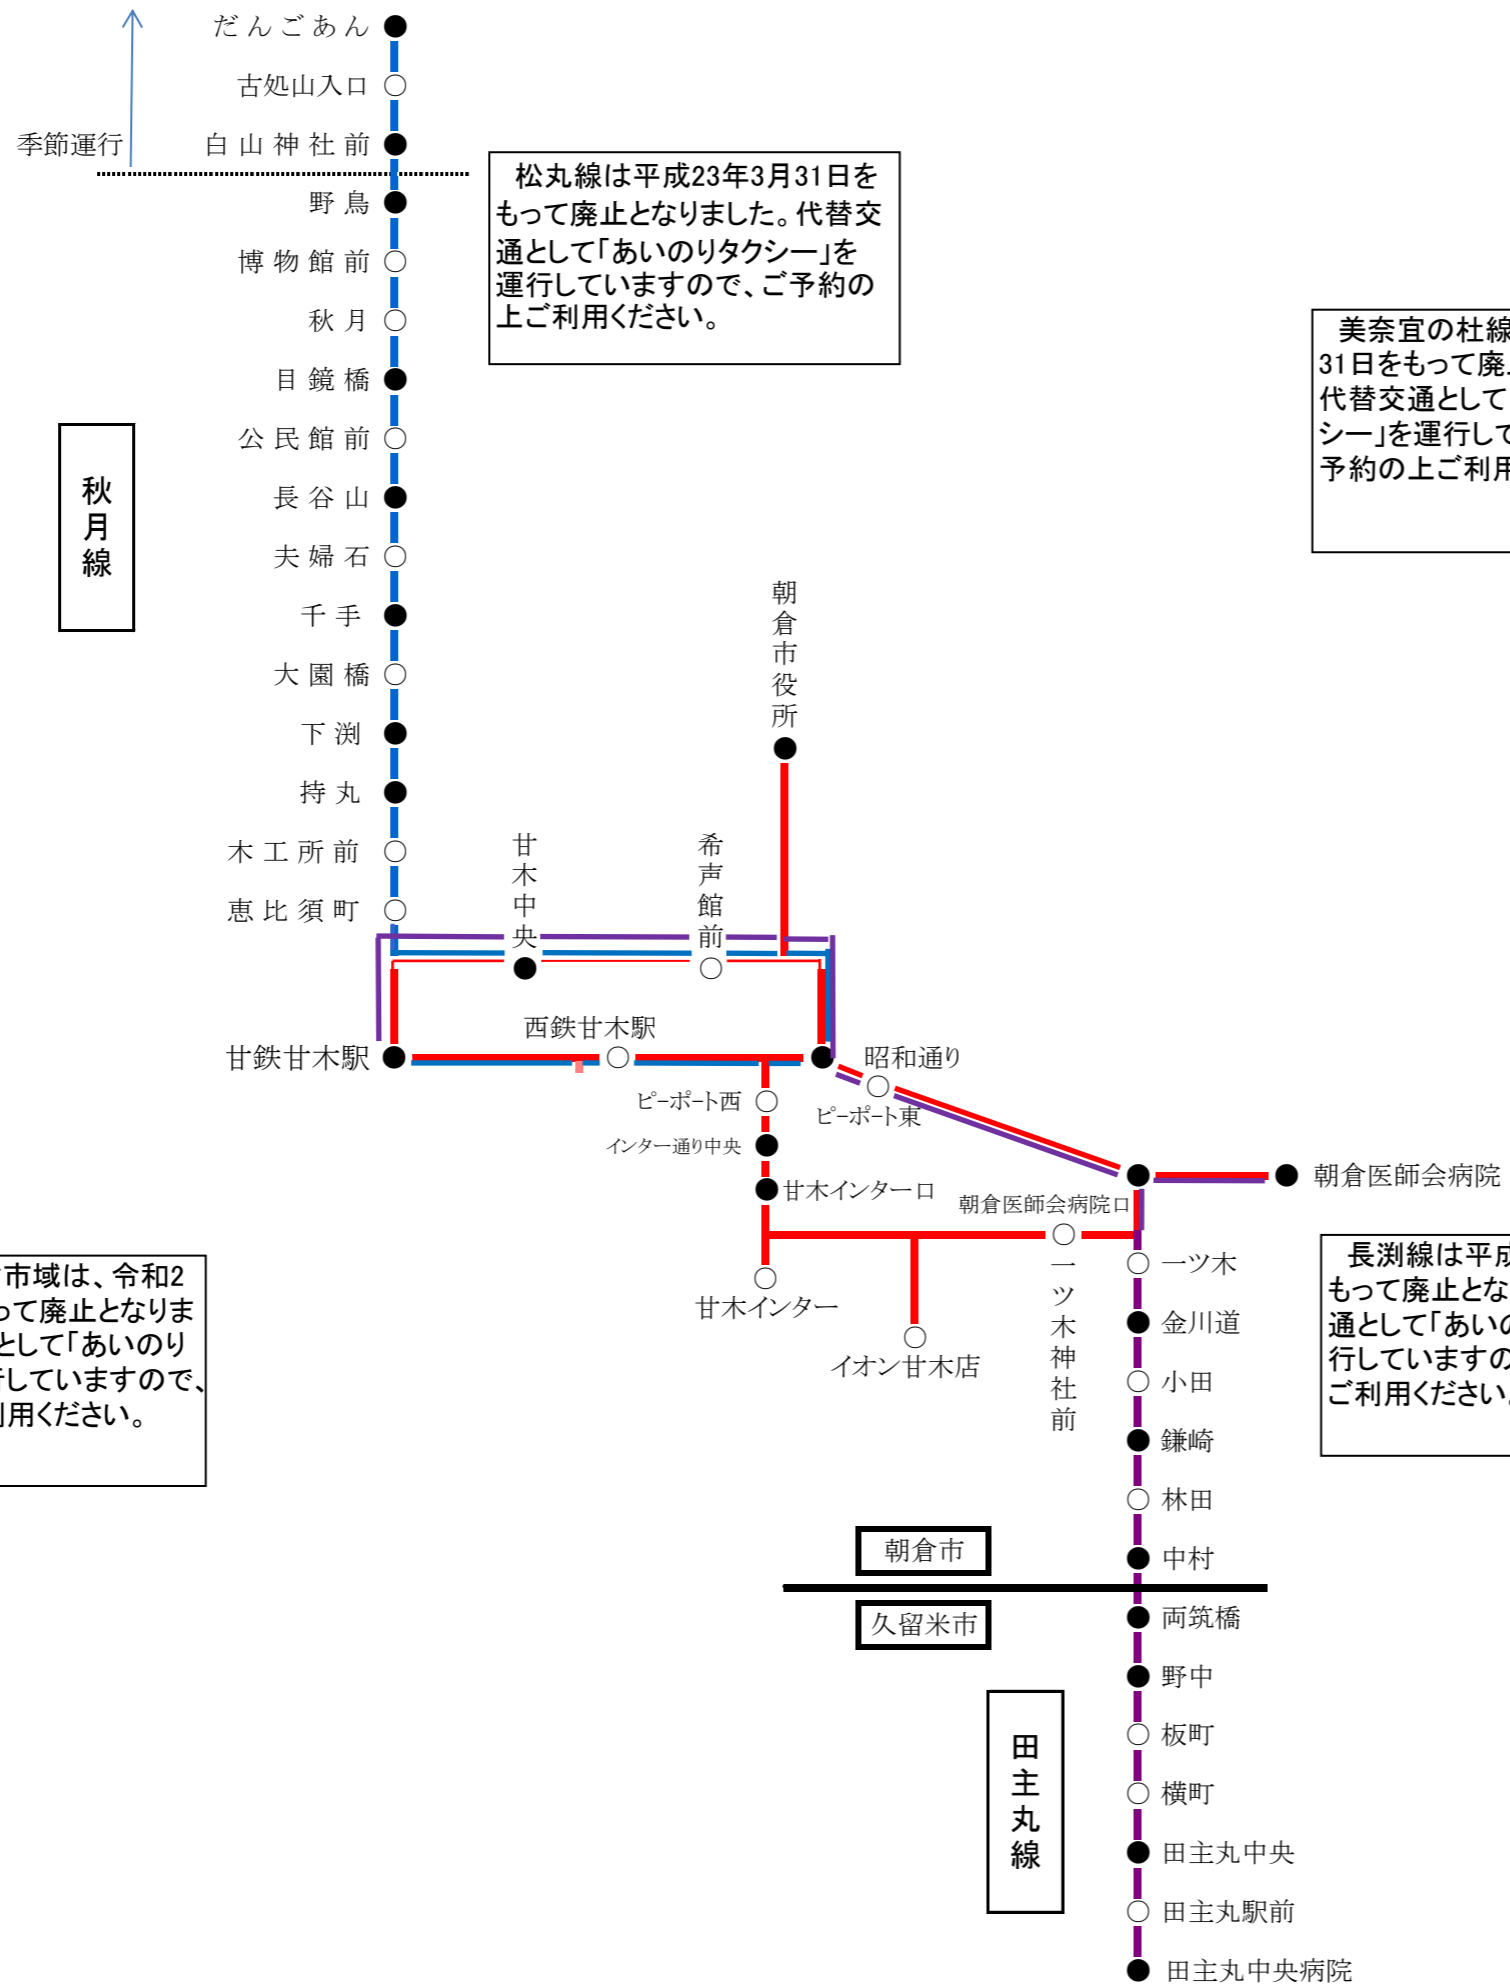 だんごあん
古処山入口
季節運行
白山神社前
野鳥
博物館前
秋月
目鏡橋
公民館前
長谷山
夫婦石
千手
大園橋
下渕
持丸
木工所前
恵比須町
秋月線
松丸線は平成23年3月31日を
もって廃止となりました。代替交
通として「あいのりタクシー」を
運行していますので、ご予約の
上ご利用ください。
美奈宜の杜線
31日をもって廃
代替交通として
シー」を運行して
予約の上ご利用
朝倉市役所
甘木中央
希声館前
西鉄甘木駅
甘鉄甘木駅
昭和通り
ピーポート西
ピーポート東
インター通り中央
甘木インター口
朝倉医師会病院口
朝倉医師会病院
甘木インター
イオン甘木店
一ツ木神社前
市域は、令和2
って廃止となりま
として「あいのり
行していますので、
利用ください。
長渕線は平成
もって廃止とな
通として「あいの
行していますの
ご利用ください。
一ツ木
金川道
小田
鎌崎
林田
中村
朝倉市
久留米市
両筑橋
野中
板町
横町
田主丸中央
田主丸駅前
田主丸中央病院
田主丸線